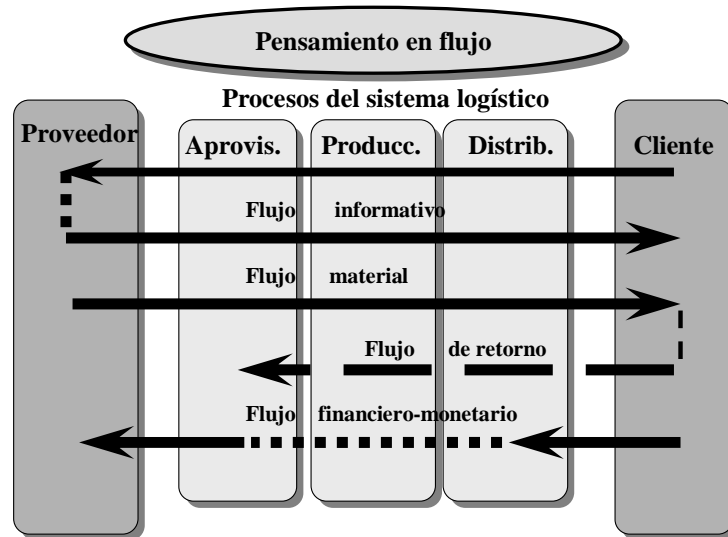 Pensamiento en flujo
Procesos del sistema logístico
Proveedor
Aprovis.
Producc.
Distrib.
Cliente
Flujo informativo
Flujo material
Flujo de retorno
Flujo financiero-monetario